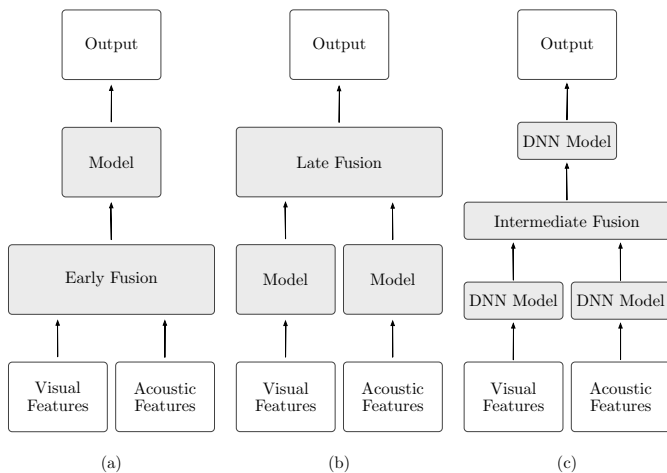 Output
Model
Early Fusion
Visual
Features
Acoustic
Features
(a)
Output
Late Fusion
Model
Model
Visual
Features
Acoustic
Features
(b)
Output
DNN Model
Intermediate Fusion
DNN Model
DNN Model
Visual
Features
Acoustic
Features
(c)